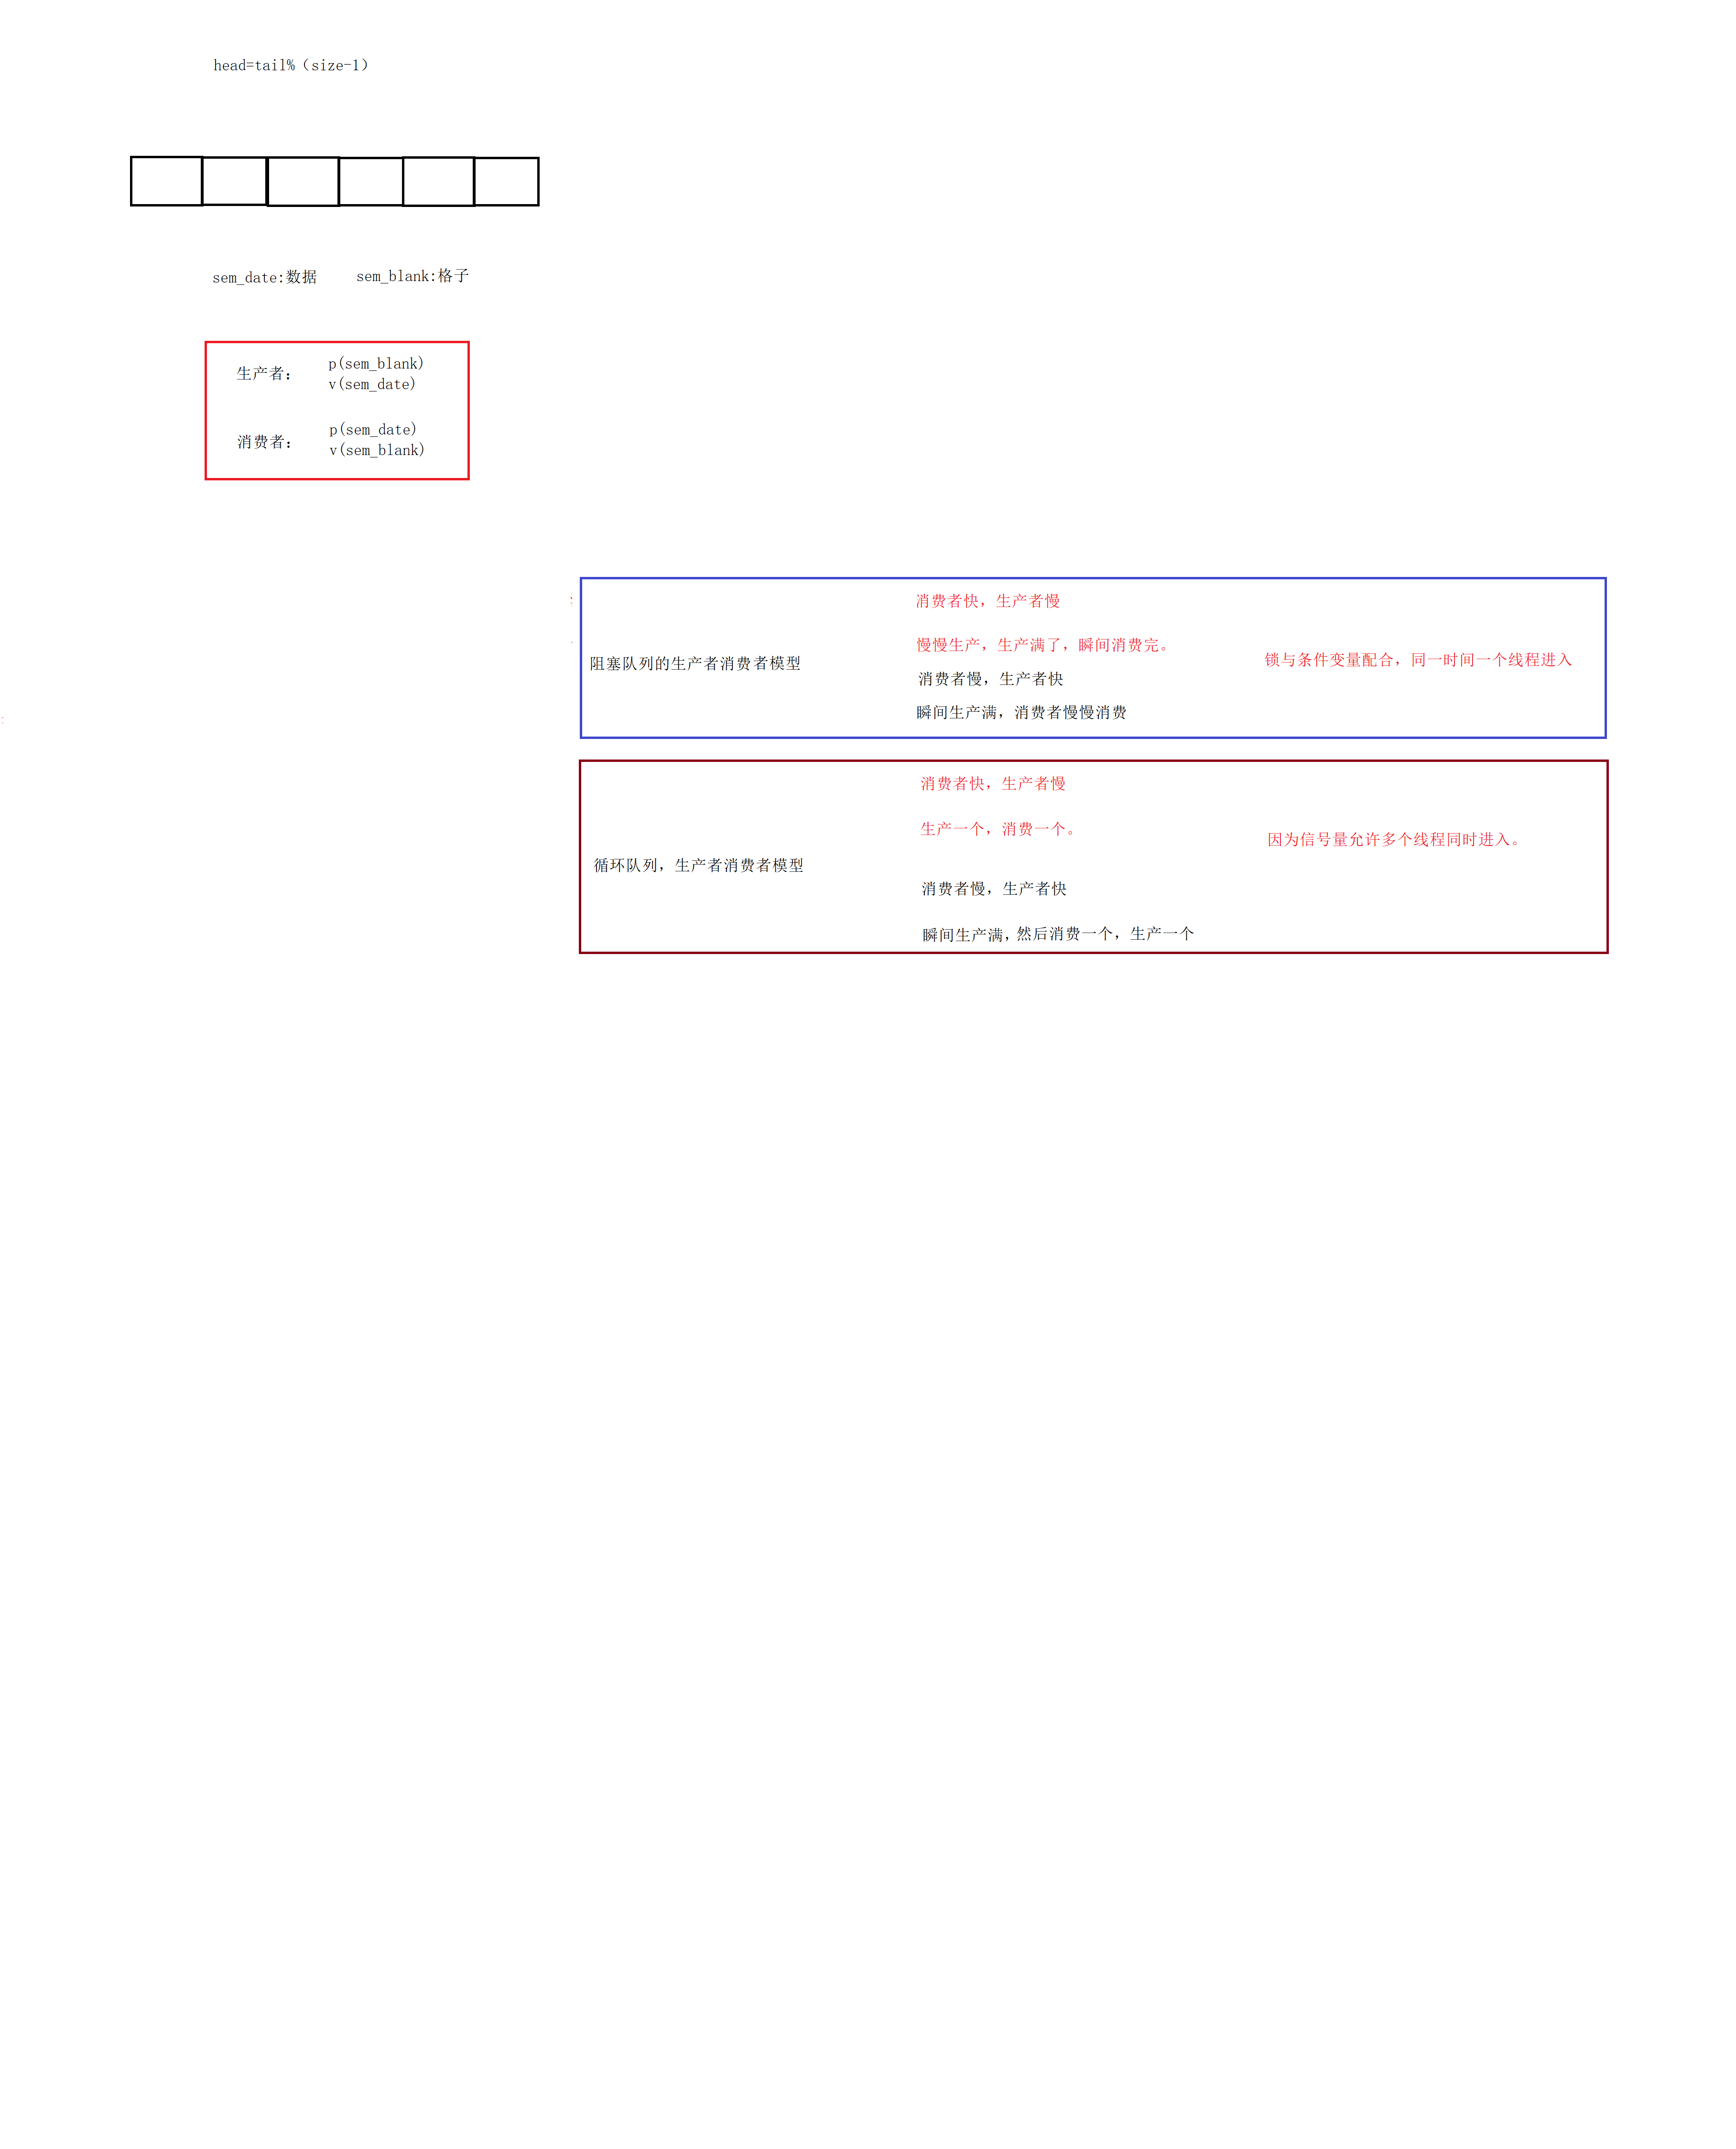 head=tail%（size-1）
sem_date:数据 sem_blank:格子
生产者： p(sem_blank)
v(sem_date)
消费者： p(sem_date)
v(sem_blank)
阻塞队列的生产者消费者模型
消费者快，生产者慢
慢慢生产，生产满了，瞬间消费完。
消费者慢，生产者快
瞬间生产满，消费者慢慢消费
锁与条件变量配合，同一时间一个线程进入
循环队列，生产者消费者模型
消费者快，生产者慢
生产一个，消费一个。
消费者慢，生产者快
瞬间生产满，然后消费一个，生产一个
因为信号量允许多个线程同时进入。